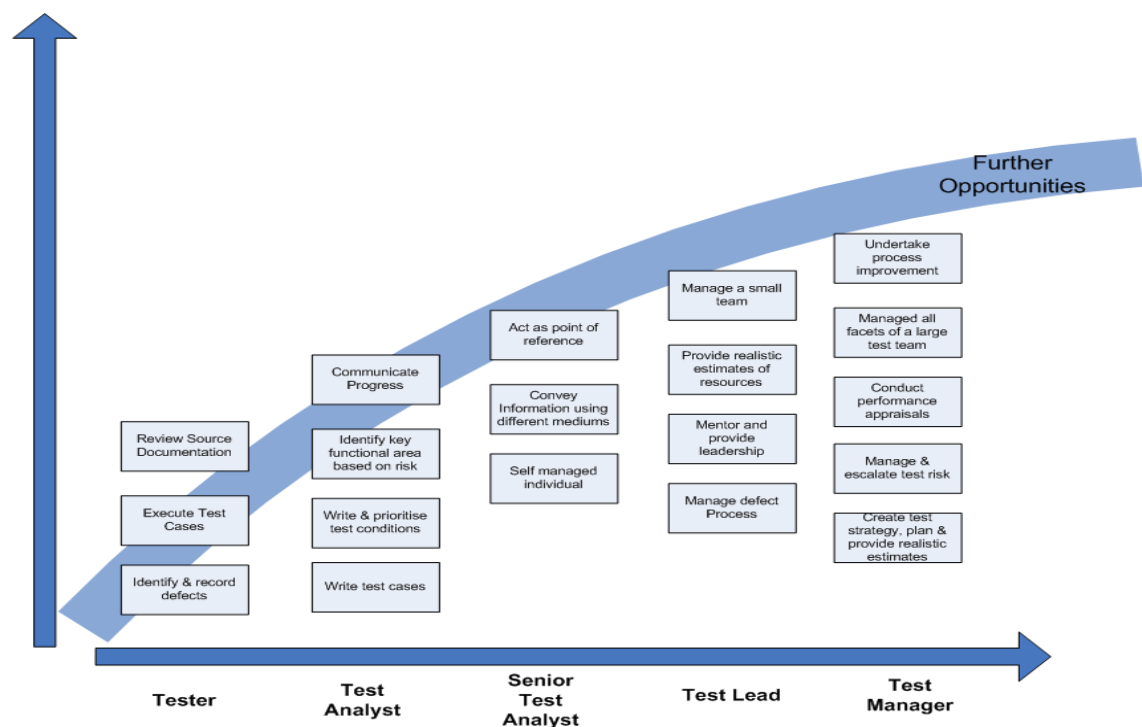 Further
Opportunities
Undertake
process
improvement
Managed all
facets of a large
test team
Conduct
performance
appraisals
Manage &
escalate test risk
Create test
strategy, plan &
provide realistic
estimates
Manage a small
team
Provide realistic
estimates of
resources
Mentor and
provide
leadership
Manage defect
Process
Act as point of
reference
Convey
Information using
different mediums
Self managed
individual
Communicate
Progress
Identify key
functional area
based on risk
Write & prioritise
test conditions
Write test cases
Review Source
Documentation
Execute Test
Cases
Identify & record
defects
Tester
Test
Analyst
Senior
Test
Analyst
Test Lead
Test
Manager